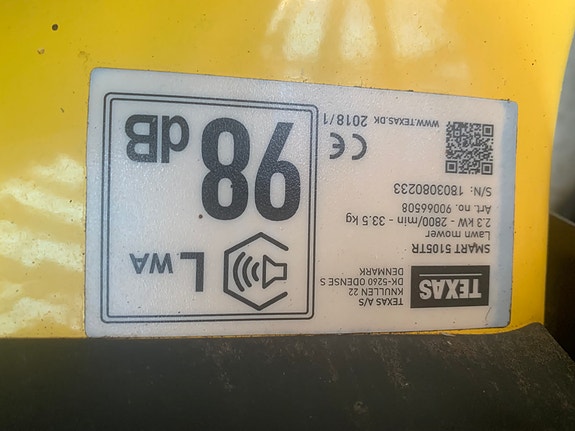 TEXAS
TEXAS A/S
KNULLEN 22
DK-5260 ODENSE S
DENMARK
SMART 5105TR
Lawn mower
2.3 kW - 2800/min - 33.5 kg
Art. no. 90066508
S/N: 1803080233
CE
WWW.TEXAS.DK 2018/1
LWA
98
dB